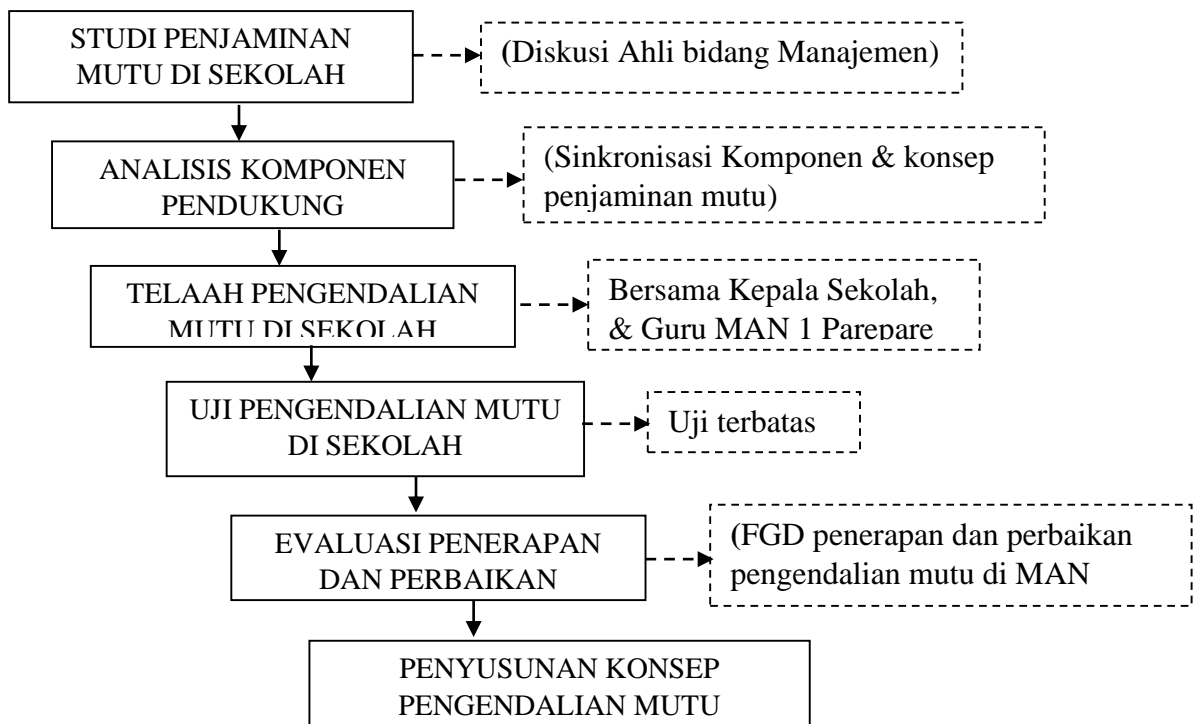 STUDI PENJAMINAN
MUTU DI SEKOLAH
(Diskusi Ahli bidang Manajemen)
ANALISIS KOMPONEN
PENDUKUNG
(Sinkronisasi Komponen & konsep
penjaminan mutu)
TELAAH PENGENDALIAN
MUTU DI SEKOLAH
Bersama Kepala Sekolah,
& Guru MAN 1 Parepare
UJI PENGENDALIAN MUTU
DI SEKOLAH
Uji terbatas
EVALUASI PENERAPAN
DAN PERBAIKAN
(FGD penerapan dan perbaikan
pengendalian mutu di MAN
PENYUSUNAN KONSEP
PENGENDALIAN MUTU